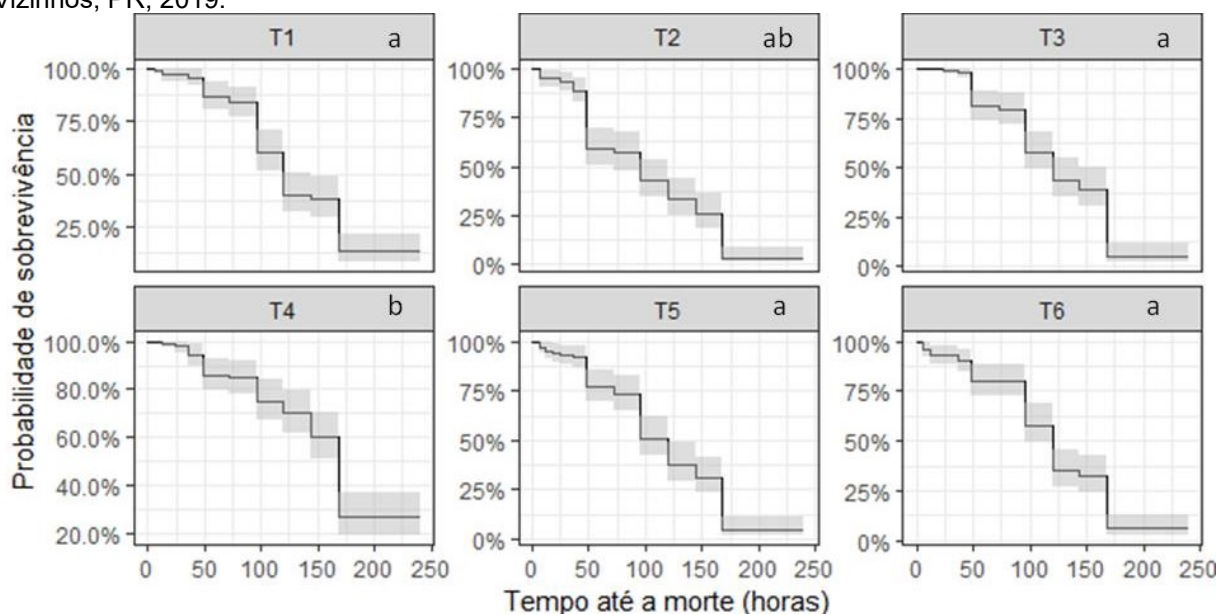 Vizinhos, PR, 2019.
T1 a
T2 ab
T3 a
100.0%
75.0%
50.0%
25.0%
100%
75%
50%
25%
0%
100%
75%
50%
25%
0%
T4 b
T5 a
T6 a
100.0%
80.0%
60.0%
40.0%
20.0%
100%
75%
50%
25%
0%
100%
75%
50%
25%
0%
Probabilidade de sobrevivência
0 50 100 150 200 250
0 50 100 150 200 250
0 50 100 150 200 250
Tempo até a morte (horas)